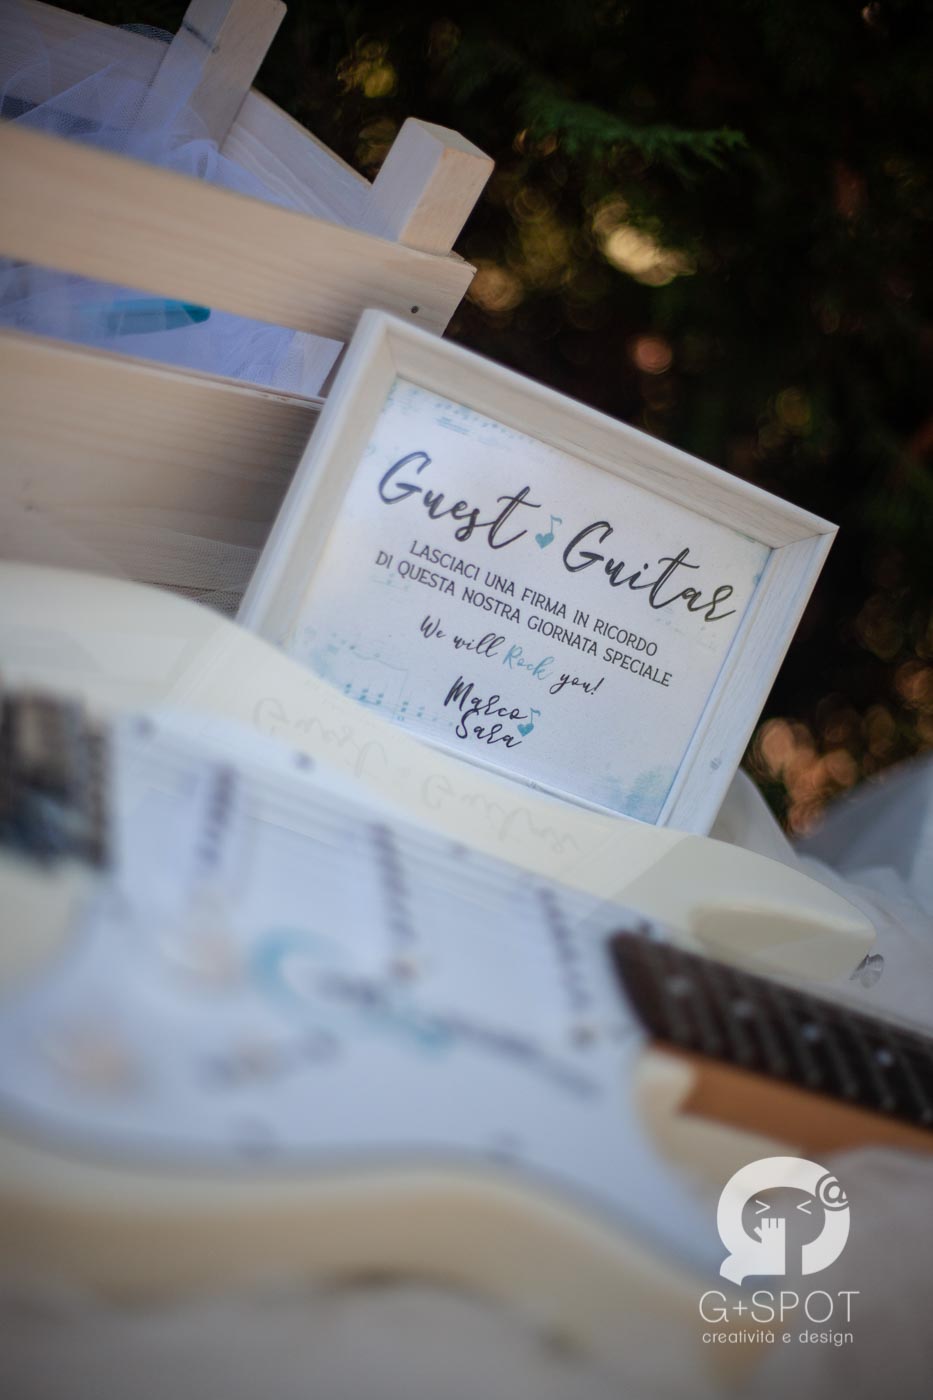 Guest Guitar
LASCIACI UNA FIRMA IN RICORDO
DI QUESTA NOSTRA GIORNATA SPECIALE
We will Rock you!
Marco
Sara
G+SPOT
creatività e design